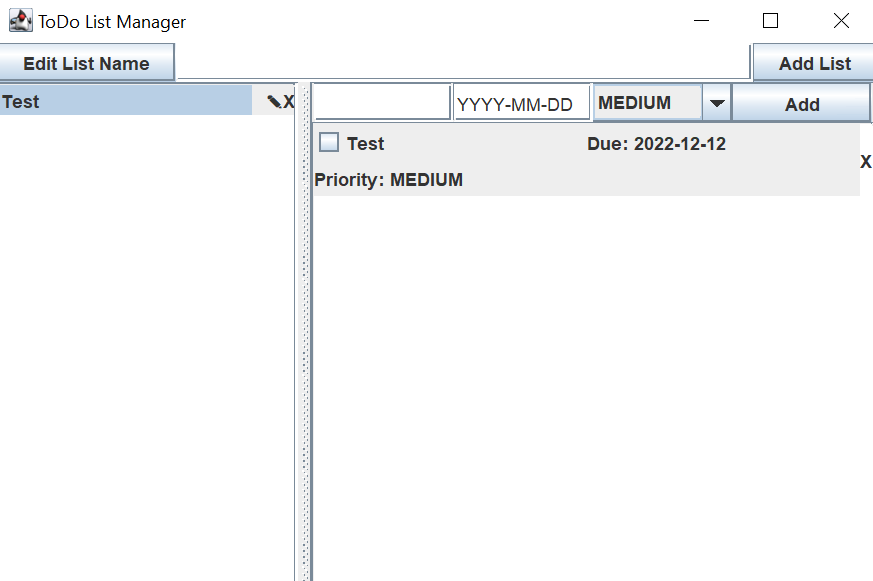 ToDo List Manager
Edit List Name Add List
Test X YYYY-MM-DD MEDIUM Add
Test Due: 2022-12-12
X
Priority: MEDIUM